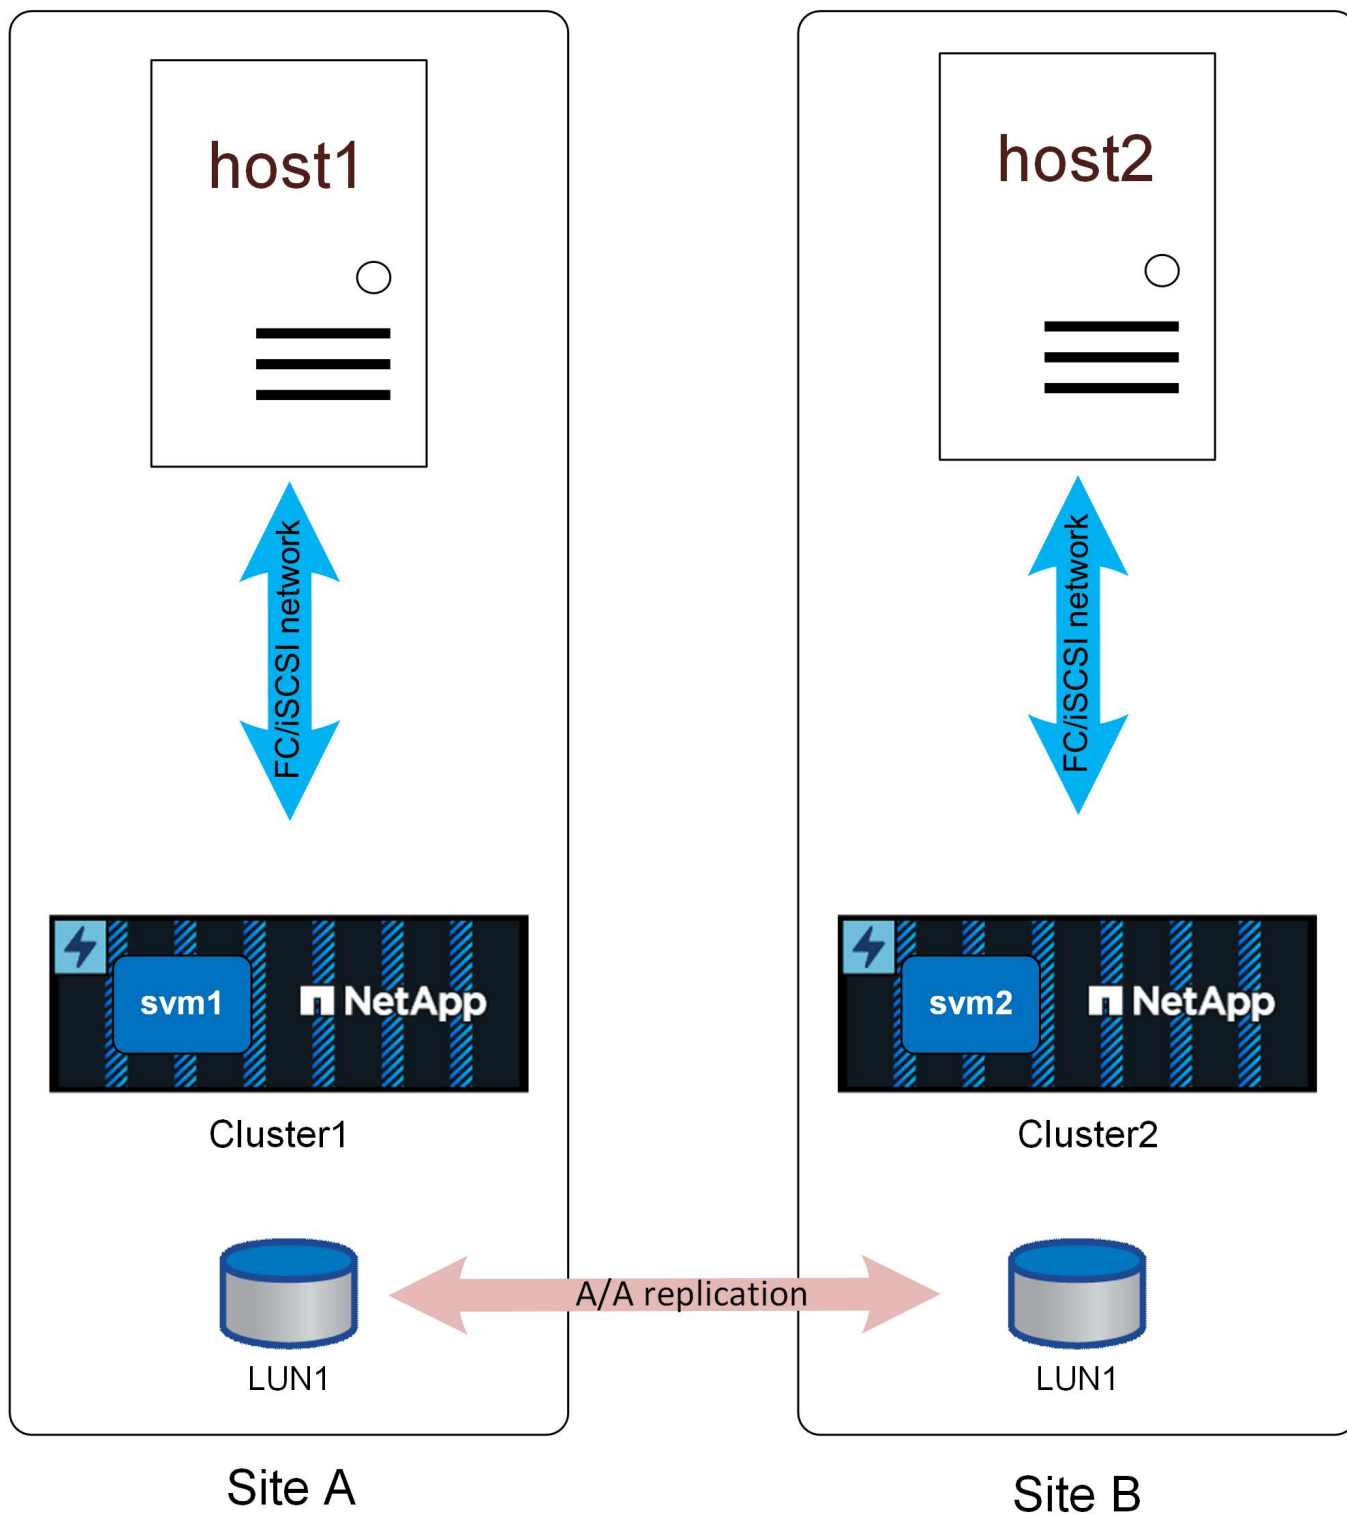 host1
FC/iSCSI network
svm1
NetApp
Cluster1
LUN1
Site A
host2
FC/iSCSI network
svm2
NetApp
Cluster2
LUN1
Site B
A/A replication